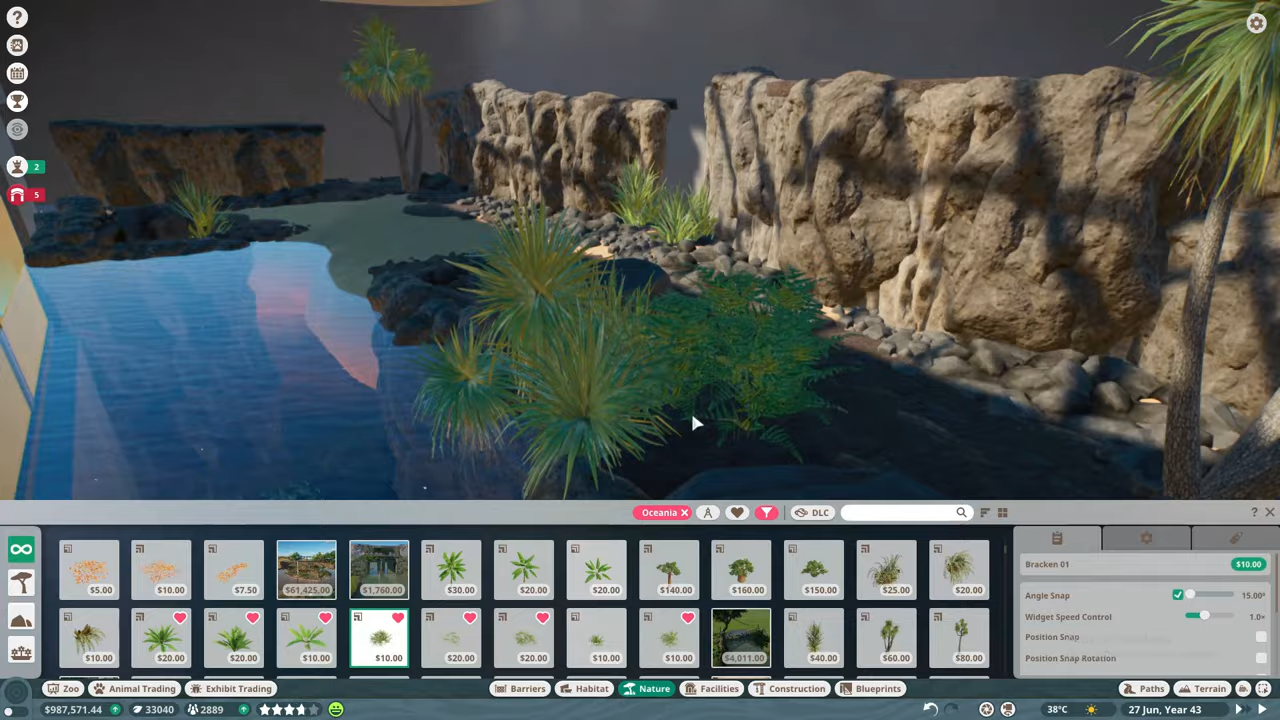 ?
2
5
Oceania ×
DLC
? ×
$5.00
$10.00
$7.50
$61,425.00
$1,760.00
$30.00
$20.00
$20.00
$140.00
$160.00
$150.00
$25.00
$20.00
$10.00
$20.00
$20.00
$10.00
$10.00
$20.00
$20.00
$10.00
$10.00
$4,011.00
$40.00
$60.00
$80.00
Bracken 01
$10.00
Angle Snap
15.00°
Widget Speed Control
1.0×
Position Snap
Position Snap Rotation
Zoo
Animal Trading
Exhibit Trading
Barriers
Habitat
Nature
Facilities
Construction
Blueprints
Paths
Terrain
$987,571.44
33040
2889
38°C
27 Jun, Year 43